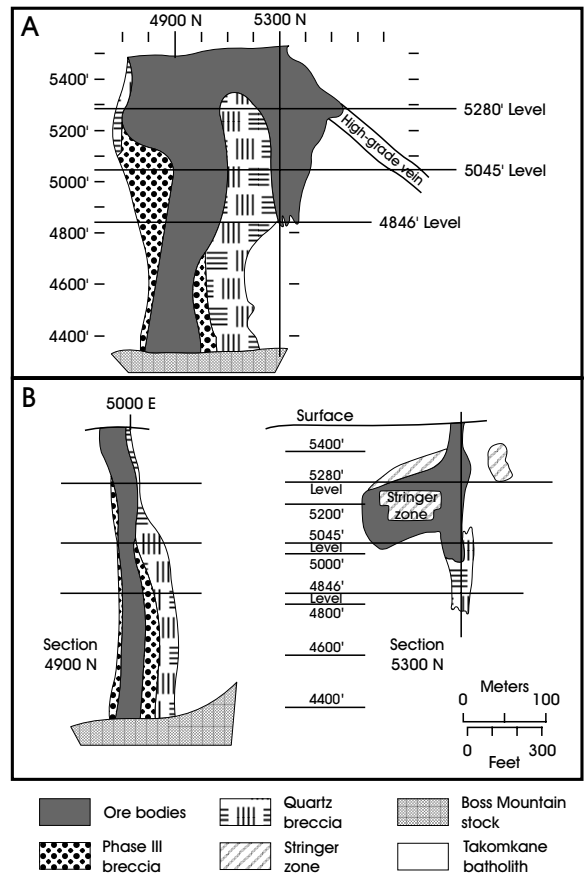 A
4900 N
5300 N
5400'
5200'
5000'
4800'
4600'
4400'
5280' Level
5045' Level
4846' Level
High-grade vein
B
5000 E
Section
4900 N
Surface
5400'
5280'
Level
5200'
5045'
Level
5000'
4846'
Level
4800'
4600'
4400'
Stringer
zone
Section
5300 N
Meters
0 100
0 300
Feet
Ore bodies
Quartz
breccia
Boss Mountain
stock
Phase III
breccia
Stringer
zone
Takomkane
batholith